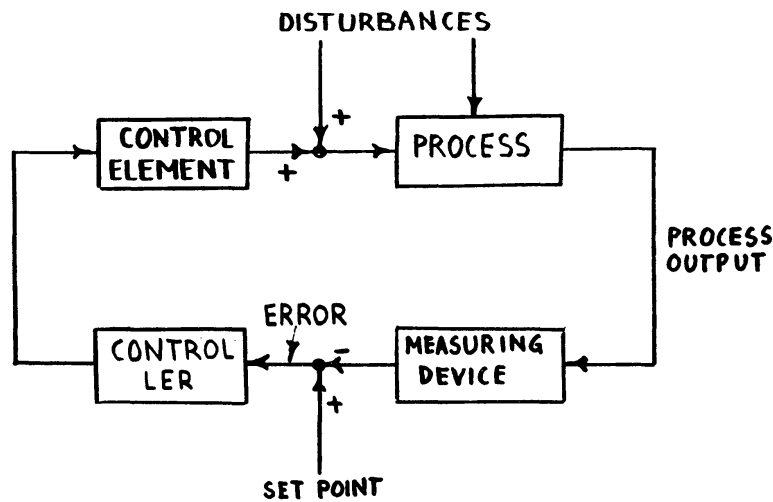 DISTURBANCES
+
CONTROL
ELEMENT
+
PROCESS
PROCESS
OUTPUT
ERROR
CONTROL
LER
-
MEASURING
DEVICE
+
SET POINT